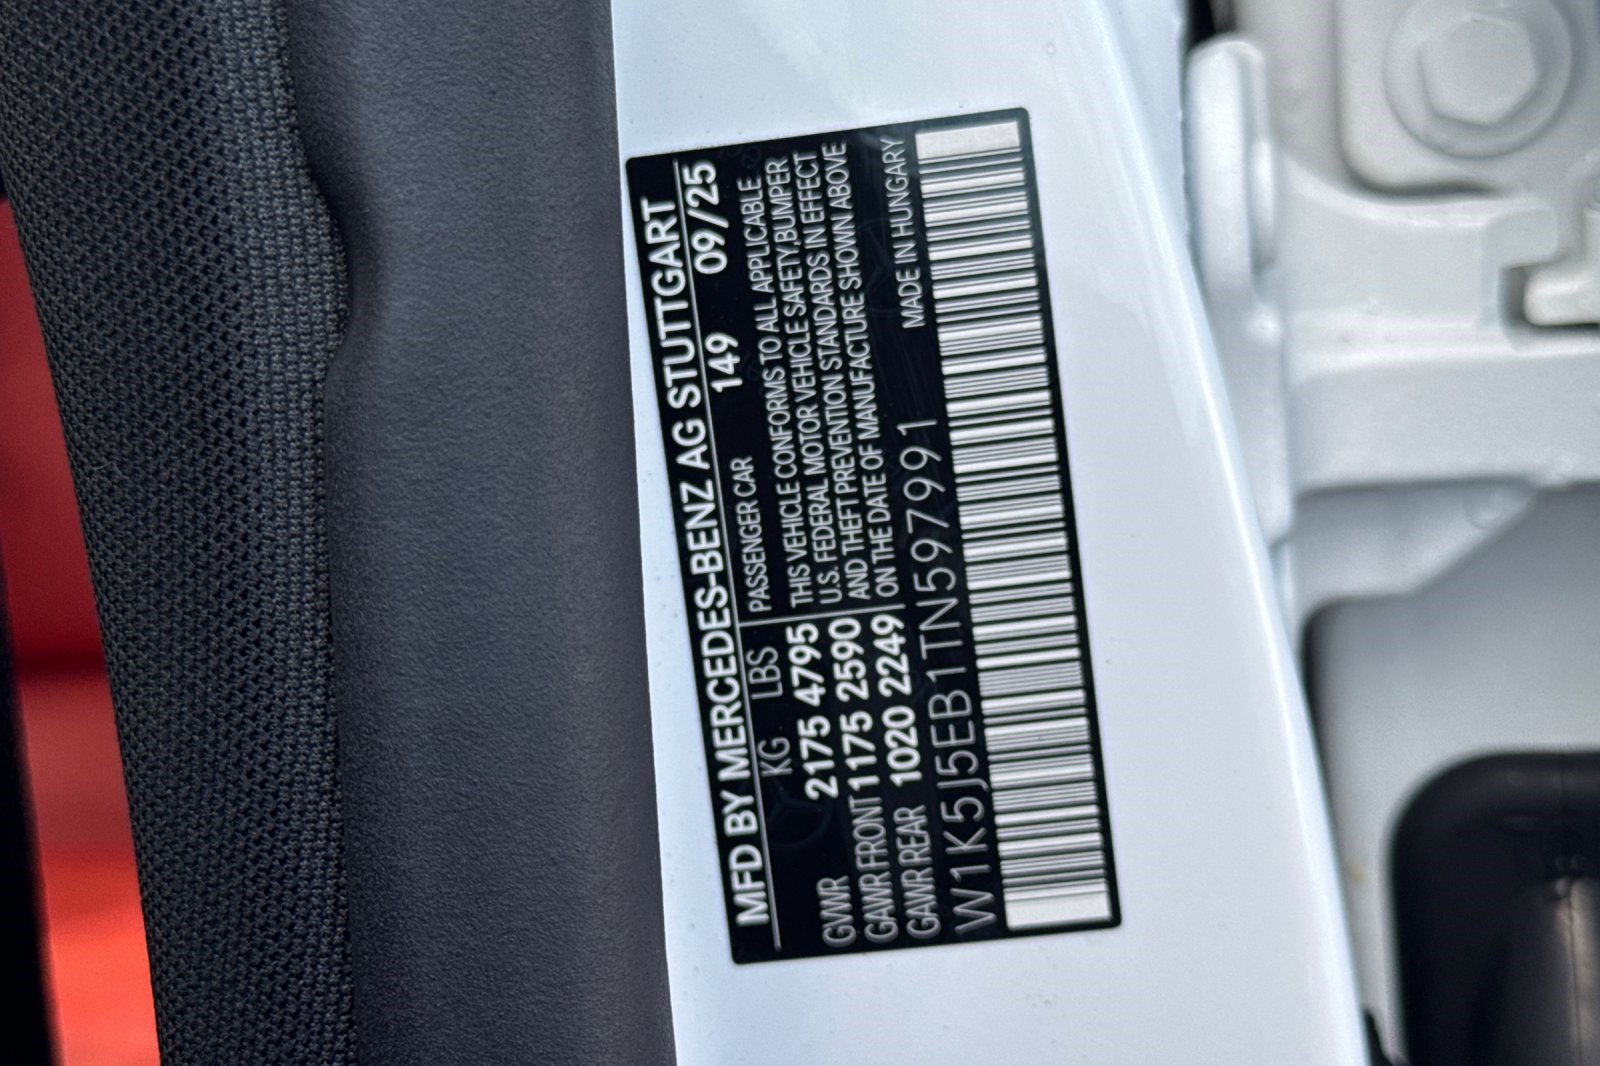 MFD BY MERCEDES-BENZ AG STUTTGART
KG LBS 149 09/25
PASSENGER CAR
GVWR 2175 4795 THIS VEHICLE CONFORMS TO ALL APPLICABLE
GAWR FRONT 1175 2590 U.S. FEDERAL MOTOR VEHICLE SAFETY, BUMPER
GAWR REAR 1020 2249 AND THEFT PREVENTION STANDARDS IN EFFECT
ON THE DATE OF MANUFACTURE SHOWN ABOVE
W1K5J5EB1TN597991 MADE IN HUNGARY